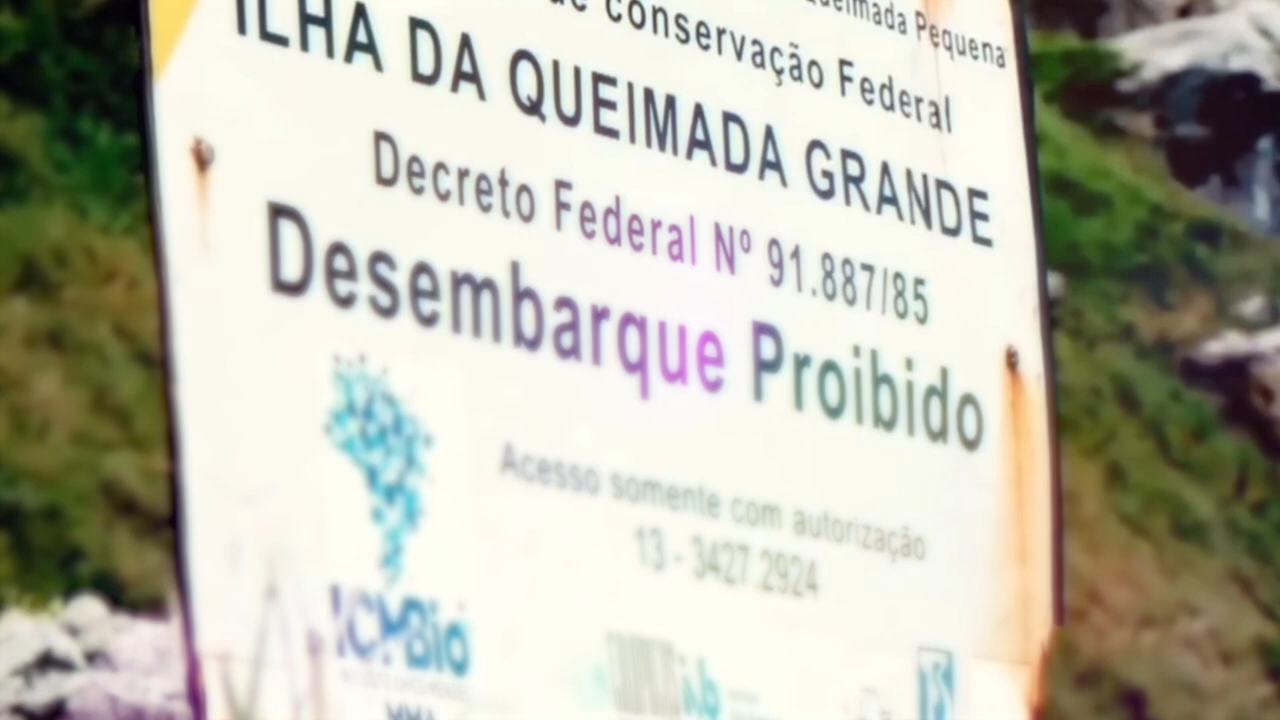 Queimada Pequena
de conservação Federal
ILHA DA QUEIMADA GRANDE
Decreto Federal Nº 91.887/85
Desembarque Proibido
Acesso somente com autorização
13 - 3427 2924
ICMBio
MMA